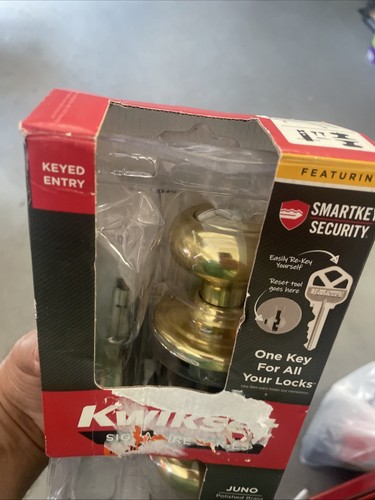 KEYED
ENTRY
FEATURIN
SMARTKEY
SECURITY
Easily Re-Key
Yourself
Reset tool
goes here
One Key
For All
Your Locks
Kwikset
JUNO
Polished Brass